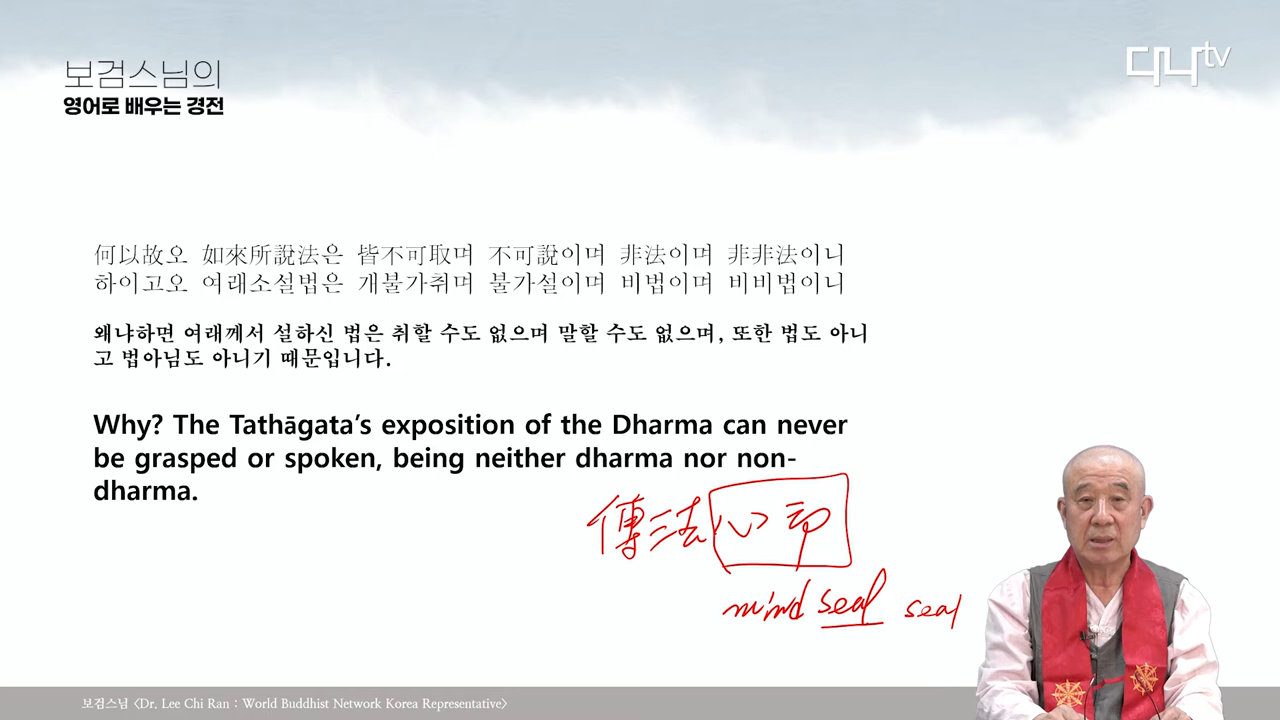 보검스님의
영어로 배우는 경전
다나tv
何以故오 如來所說法은 皆不可取며 不可說이며 非法이며 非非法이니
하이고오 여래소설법은 개불가취며 불가설이며 비법이며 비비법이니
왜냐하면 여래께서 설하신 법은 취할 수도 없으며 말할 수도 없으며, 또한 법도 아니
고 법아님도 아니기 때문입니다.
Why? The Tathāgata's exposition of the Dharma can never
be grasped or spoken, being neither dharma nor non-
dharma.
傳法心印
mind seal seal
보검스님 〈Dr. Lee Chi Ran : World Buddhist Network Korea Representative〉